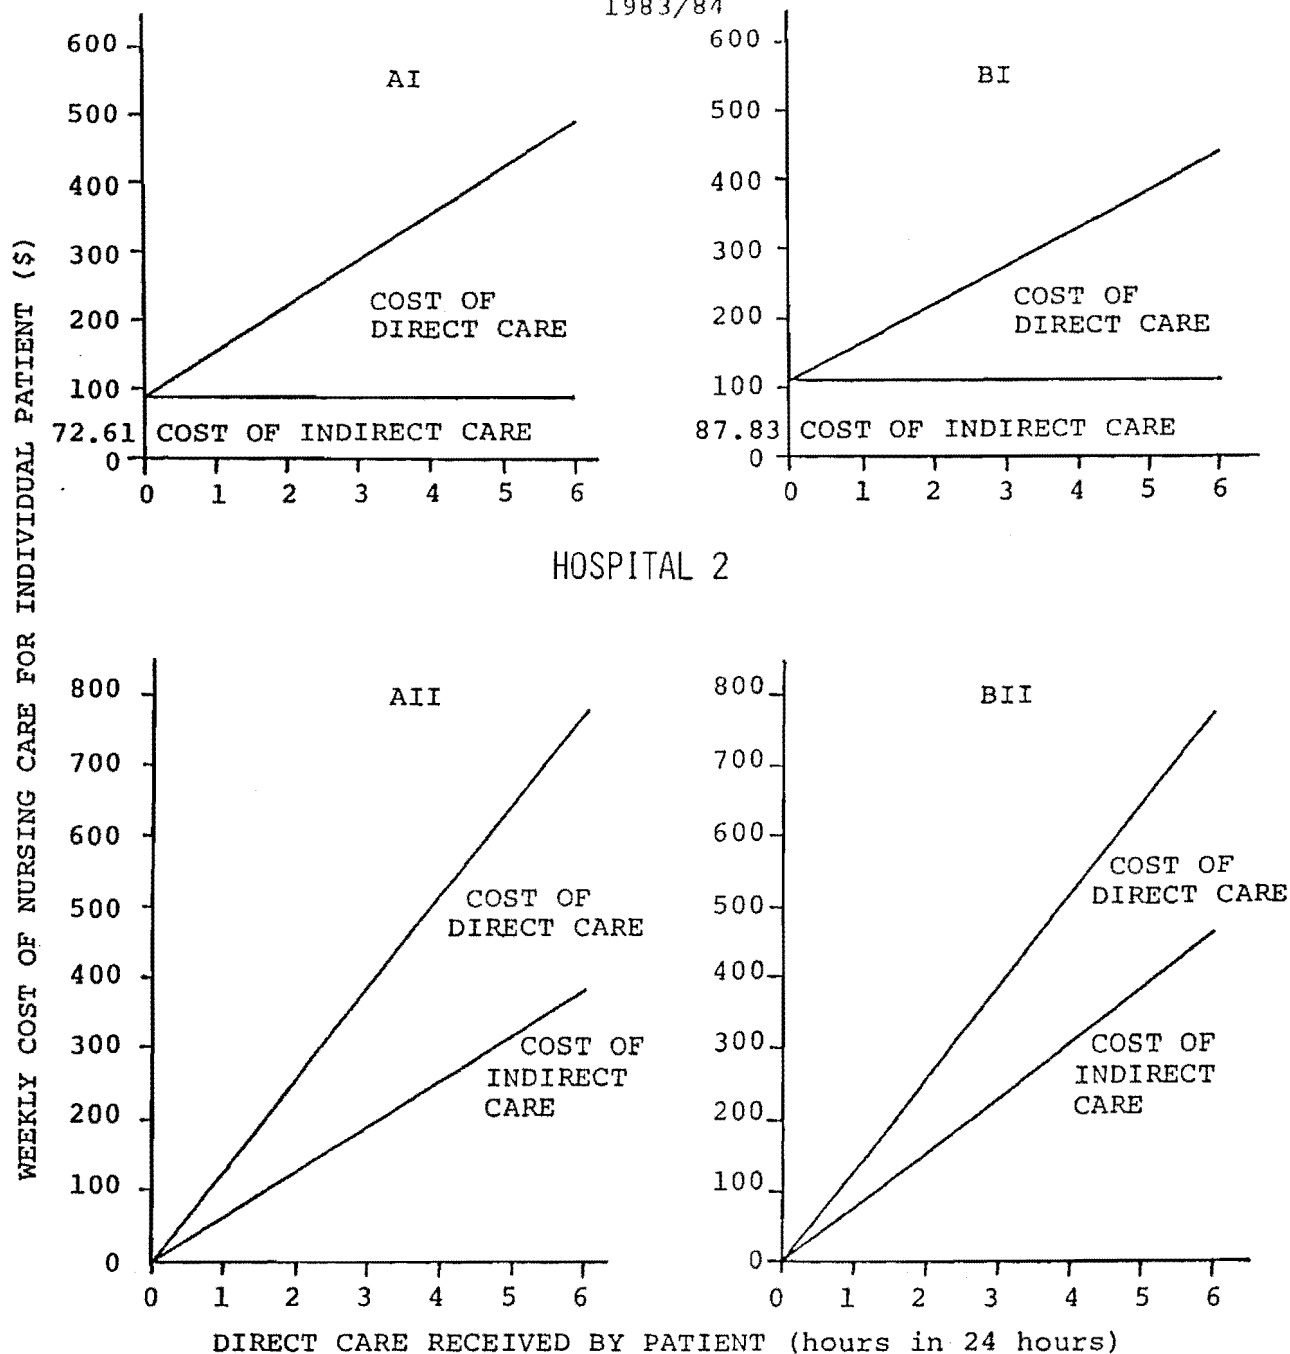 1983/84
WEEKLY COST OF NURSING CARE FOR INDIVIDUAL PATIENT ($)
AI
600
500
400
300
200
100
0
COST OF
DIRECT CARE
72.61 COST OF INDIRECT CARE
0 1 2 3 4 5 6
BI
600
500
400
300
200
100
0
COST OF
DIRECT CARE
87.83 COST OF INDIRECT CARE
0 1 2 3 4 5 6
HOSPITAL 2
AII
800
700
600
500
400
300
200
100
0
COST OF
DIRECT CARE
COST OF
INDIRECT
CARE
0 1 2 3 4 5 6
BII
800
700
600
500
400
300
200
100
0
COST OF
DIRECT CARE
COST OF
INDIRECT
CARE
0 1 2 3 4 5 6
DIRECT CARE RECEIVED BY PATIENT (hours in 24 hours)